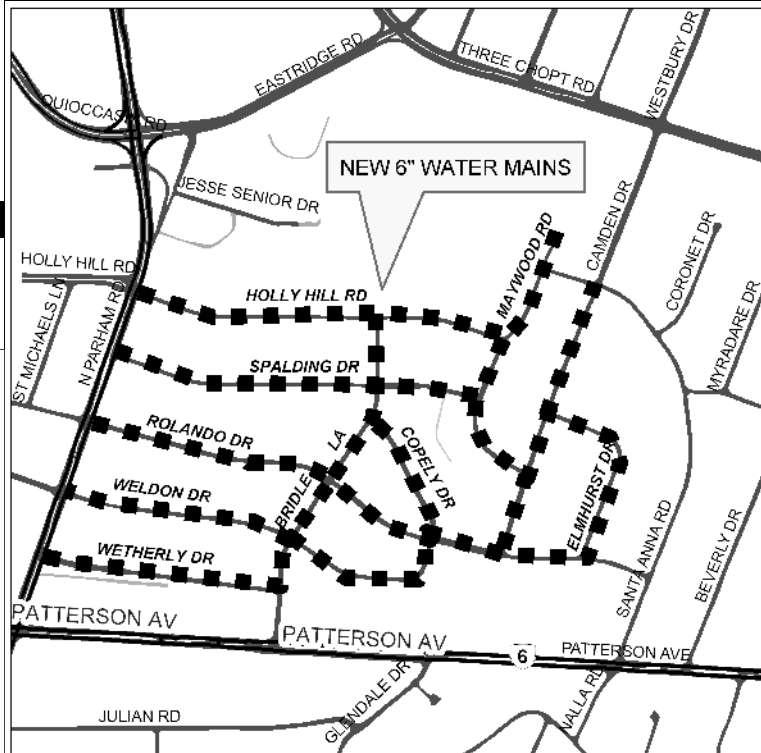 EASTRIDGE RD
THREE CHOPT RD
WESTBURY DR
QUIOCCASIN RD
NEW 6" WATER MAINS
JESSE SENIOR DR
MAYWOOD RD
CAMDEN DR
CORONET DR
HOLLY HILL RD
HOLLY HILL RD
ST MICHAELS LN
N PARHAM RD
MYRADARE DR
SPALDING DR
ROLANDO DR
BRIDLE LA
COPELY DR
ELMHURST DR
WELDON DR
WETHERLY DR
SANTA ANNA RD
BEVERLY DR
PATTERSON AV
PATTERSON AV
6
PATTERSON AVE
GLENDALE DR
NALLA RD
JULIAN RD